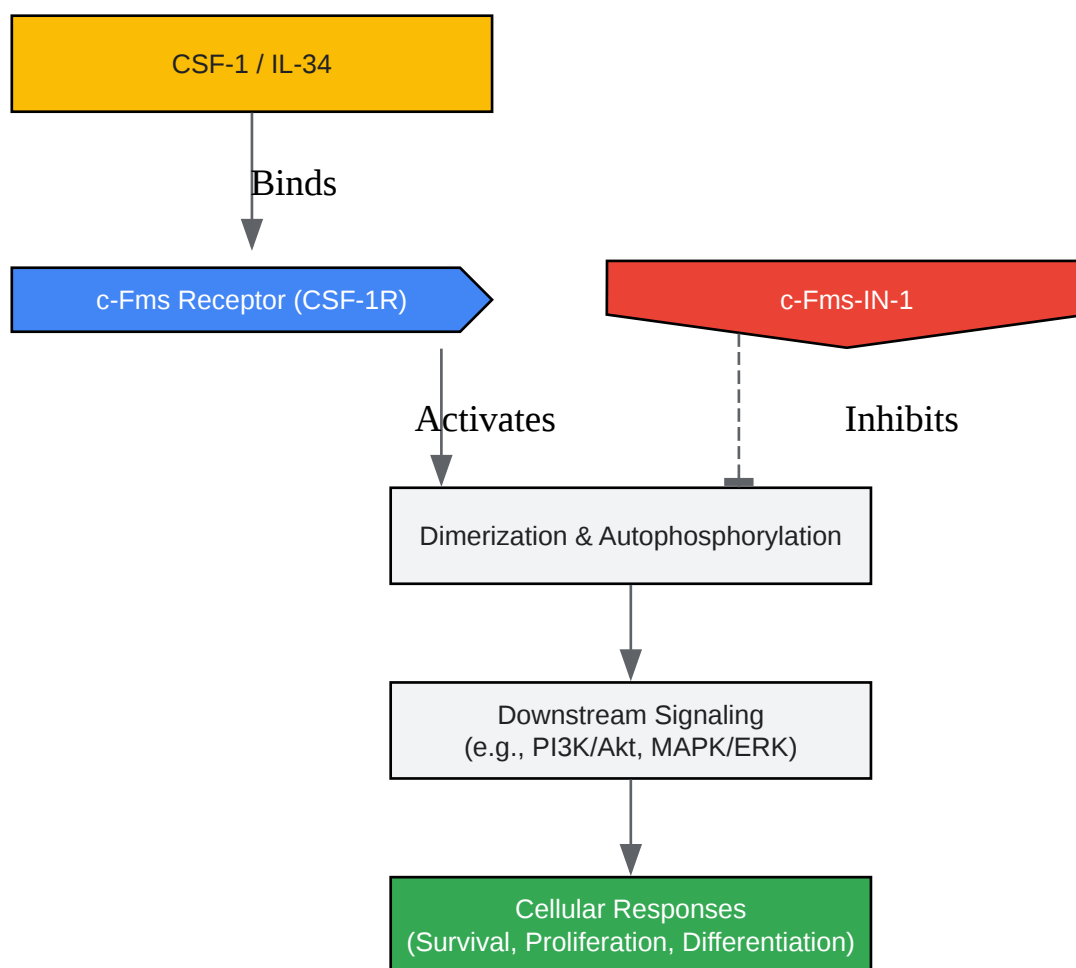 CSF-1 / IL-34
Binds
c-Fms Receptor (CSF-1R)
c-Fms-IN-1
Activates
Inhibits
Dimerization & Autophosphorylation
Downstream Signaling
(e.g., PI3K/Akt, MAPK/ERK)
Cellular Responses
(Survival, Proliferation, Differentiation)